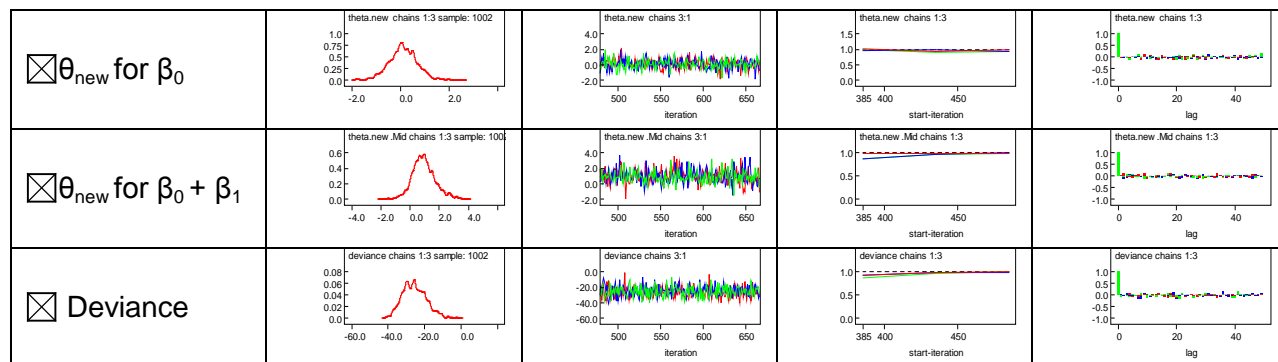 ☒θnew for β0
theta.new chains 1:3 sample: 1002
1.0
0.75
0.5
0.25
0.0
-2.0 0.0 2.0
theta.new chains 3:1
4.0
2.0
0.0
-2.0
500 550 600 650
iteration
theta.new chains 1:3
1.5
1.0
0.5
0.0
385 400 450
start-iteration
theta.new chains 1:3
1.0
0.5
0.0
-0.5
-1.0
0 20 40
lag
☒θnew for β0 + β1
theta.new .Mid chains 1:3 sample: 1002
0.6
0.4
0.2
0.0
-4.0 -2.0 0.0 2.0 4.0
theta.new .Mid chains 3:1
4.0
2.0
0.0
-2.0
500 550 600 650
iteration
theta.new .Mid chains 1:3
1.0
0.5
0.0
385 400 450
start-iteration
theta.new .Mid chains 1:3
1.0
0.5
0.0
-0.5
-1.0
0 20 40
lag
☒ Deviance
deviance chains 1:3 sample: 1002
0.08
0.06
0.04
0.02
0.0
-60.0 -40.0 -20.0 0.0
deviance chains 3:1
0.0
-20.0
-40.0
-60.0
500 550 600 650
iteration
deviance chains 1:3
1.0
0.5
0.0
385 400 450
start-iteration
deviance chains 1:3
1.0
0.5
0.0
-0.5
-1.0
0 20 40
lag